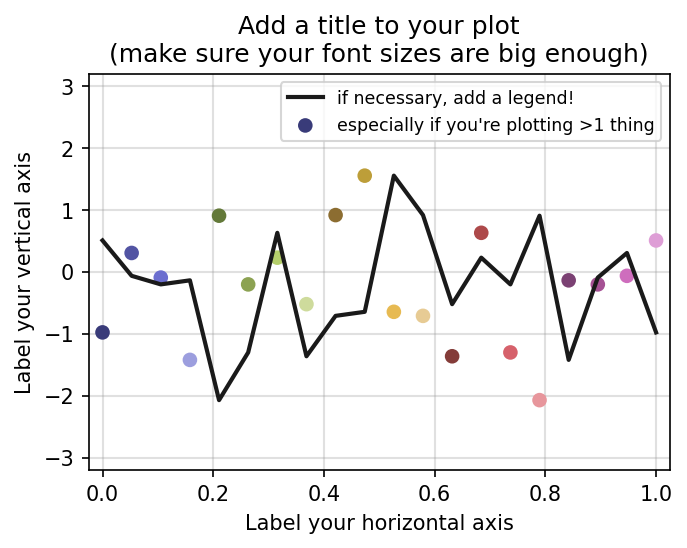 Add a title to your plot
(make sure your font sizes are big enough)
if necessary, add a legend!
especially if you're plotting >1 thing
Label your vertical axis
3
2
1
0
−1
−2
−3
0.0 0.2 0.4 0.6 0.8 1.0
Label your horizontal axis